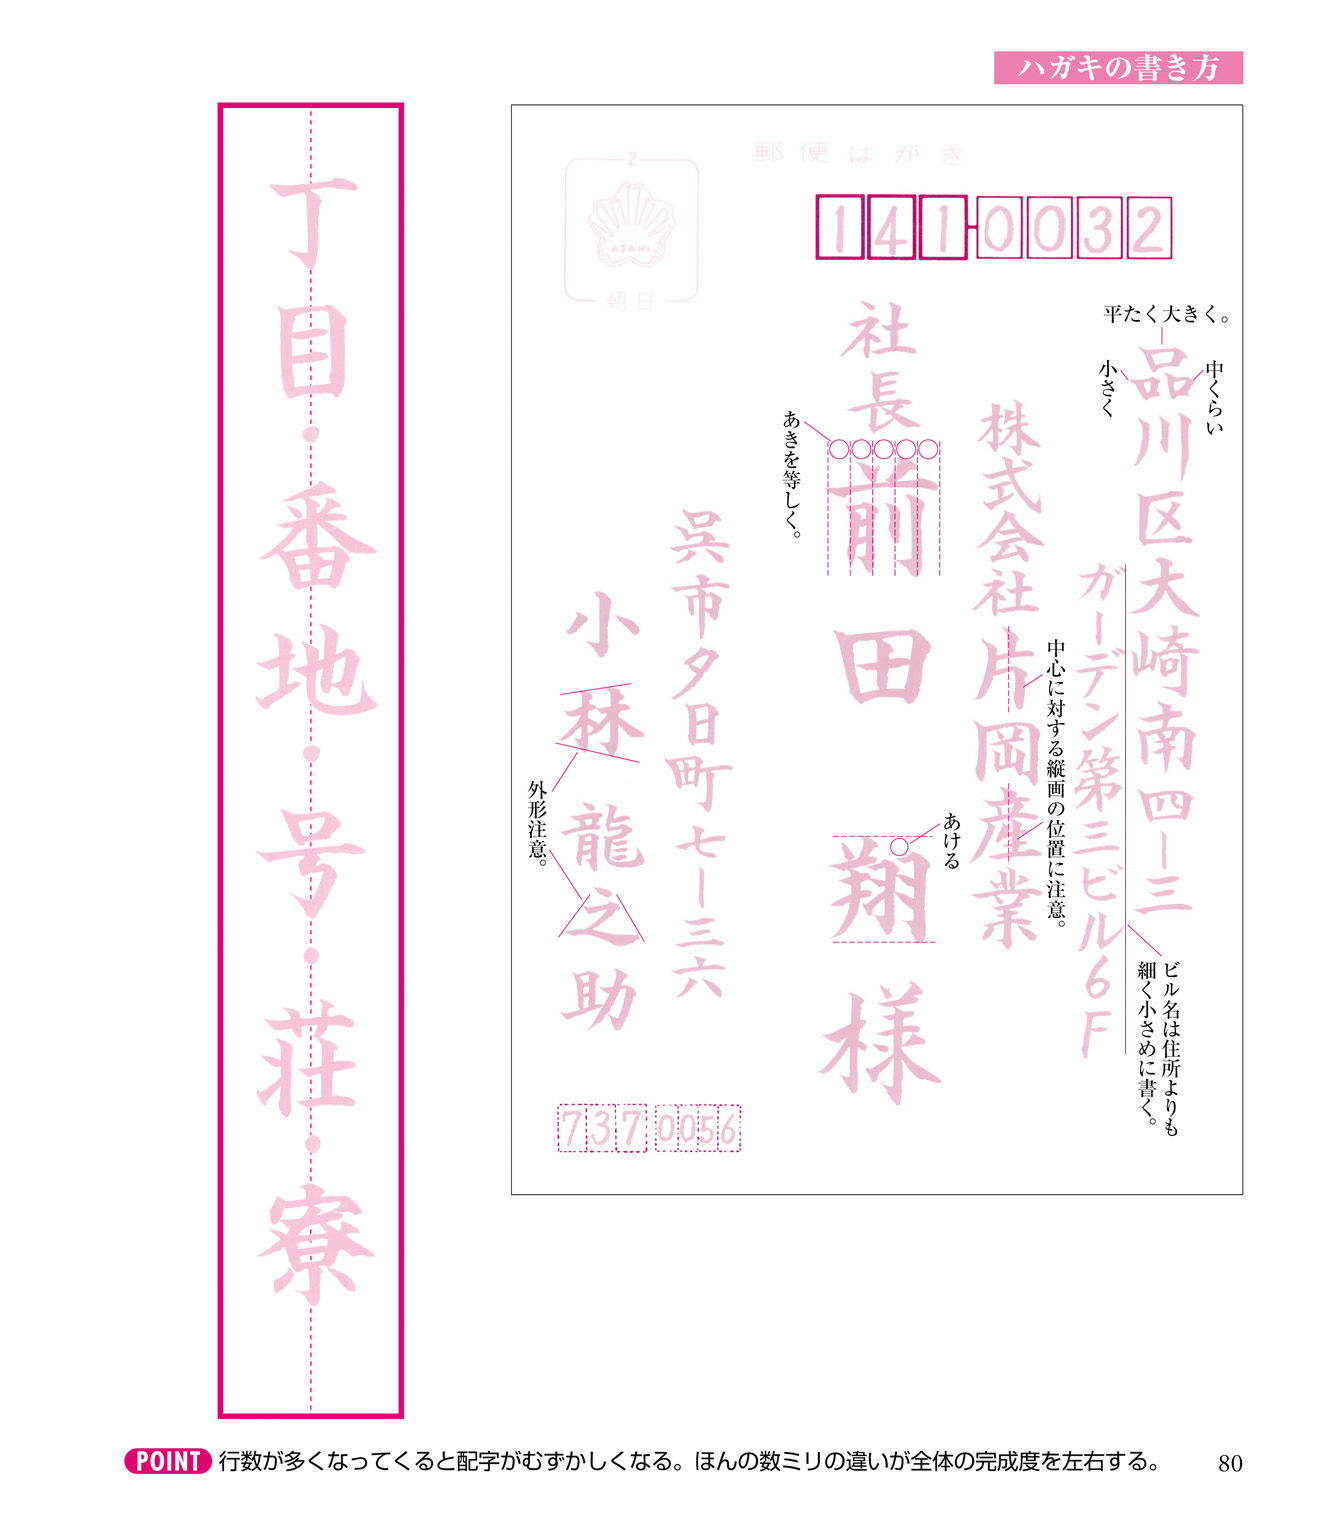 ハガキの書き方
郵便はがき
141-0032
平たく大きく。
中くらい
小さく
品川区大崎南四ー三
ビル名は住所よりも
細く小さめに書く。
ガーデン第三ビル6F
中心に対する縦画の位置に注意。
株式会社片岡産業
あける
社長前田翔様
あきを等しく。
2
ASAHI
朝日
呉市夕日町七ー三六
小林龍之助
外形注意。
737 0056
丁目・番地・号・荘・寮
POINT 行数が多くなってくると配字がむずかしくなる。ほんの数ミリの違いが全体の完成度を左右する。
80